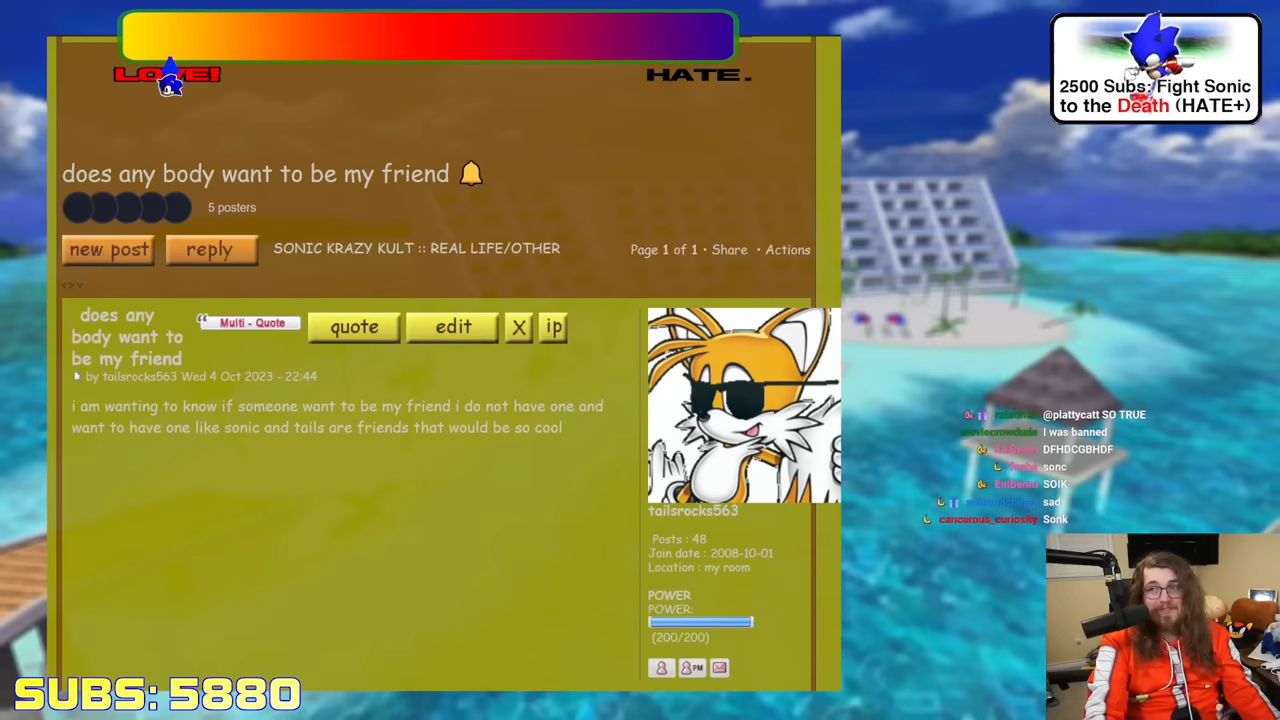 LOVE!
HATE.
2500 Subs: Fight Sonic
to the Death (HATE+)
does any body want to be my friend
5 posters
new post
reply
SONIC KRAZY KULT :: REAL LIFE/OTHER
Page 1 of 1 • Share • Actions
does any
body want to
be my friend
Multi - Quote
quote
edit
X
ip
by tailsrocks563 Wed 4 Oct 2023 - 22:44
i am wanting to know if someone want to be my friend i do not have one and
want to have one like sonic and tails are friends that would be so cool
tailsrocks563
Posts : 48
Join date : 2008-10-01
Location : my room
POWER
POWER:
(200/200)
PM
@plattycatt SO TRUE
I was banned
EniBenni DFHDCGBHDF
sonc
EniBenni SOIK
sad
cancerous_curiosity Sonk
SUBS: 5880